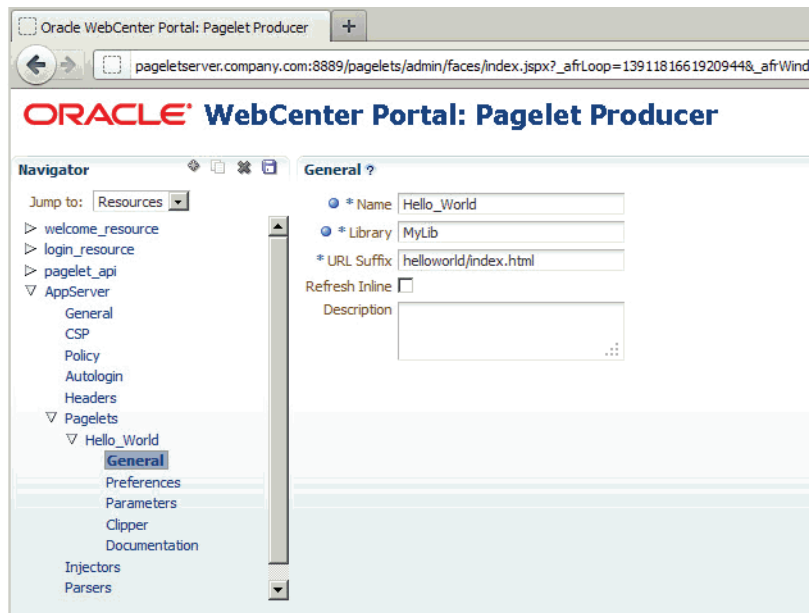 Oracle WebCenter Portal: Pagelet Producer
pageletserver.company.com:8889/pagelets/admin/faces/index.jspx?_afrLoop=1391181661920944&_afrWind
ORACLE WebCenter Portal: Pagelet Producer
Navigator
Jump to: Resources
welcome_resource
login_resource
pagelet_api
AppServer
General
CSP
Policy
Autologin
Headers
Pagelets
Hello_World
General
Preferences
Parameters
Clipper
Documentation
Injectors
Parsers
General ?
* Name Hello_World
* Library MyLib
* URL Suffix helloworld/index.html
Refresh Inline
Description